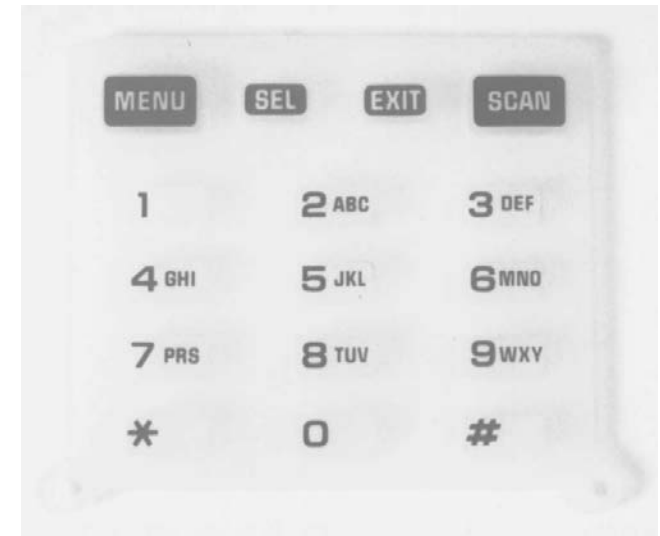 MENU SEL EXIT SCAN
1 2 ABC 3 DEF
4 GHI 5 JKL 6 MNO
7 PRS 8 TUV 9 WXY
* 0 #